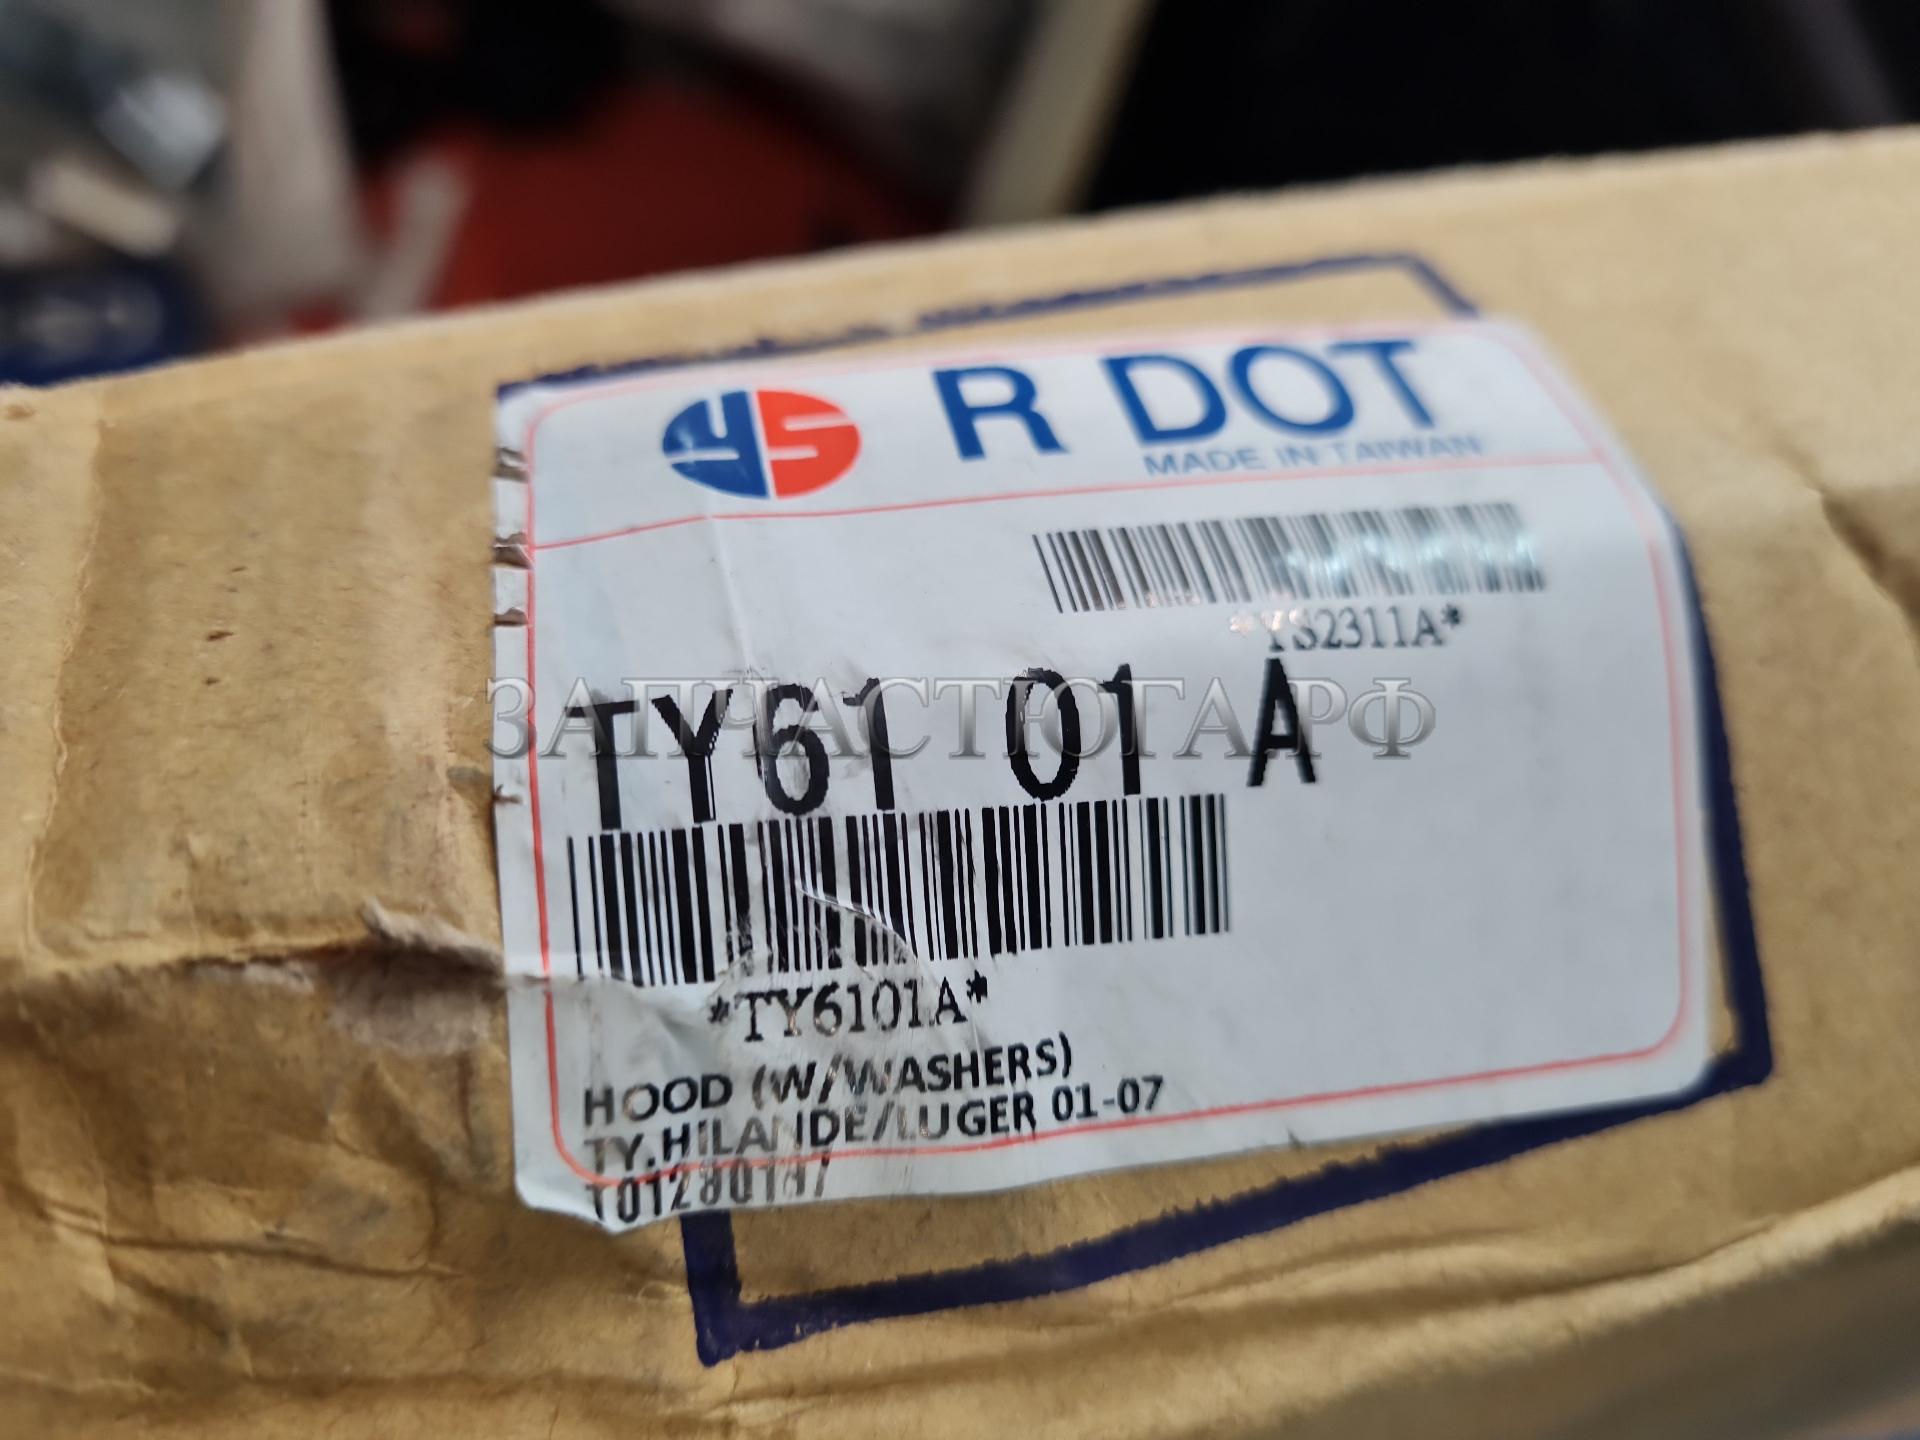 YS R DOT
MADE IN TAIWAN
*YS2311A*
TY61 01 A
ЗАПЧАСТЮГА.РФ
*TY6101A*
HOOD (W/WASHERS)
TY.HILANDE/LUGER 01-07